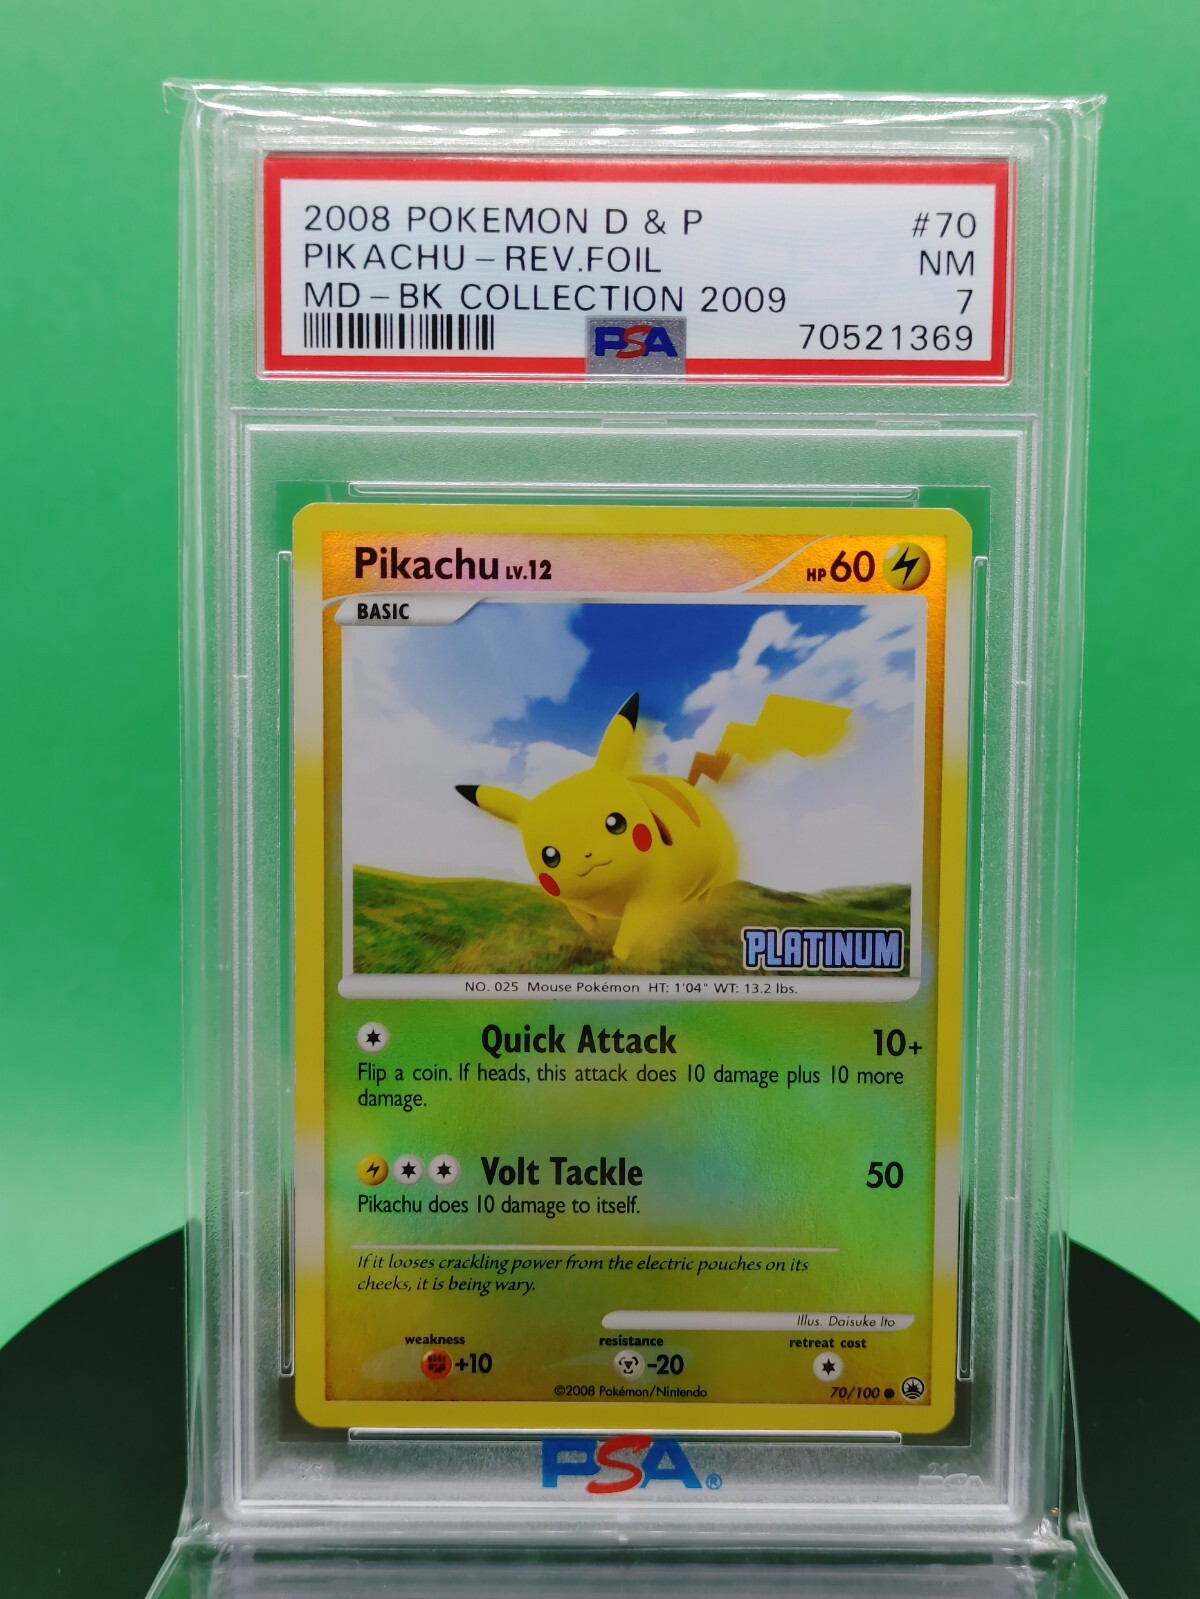 2008 POKEMON D & P #70
PIKACHU - REV.FOIL NM
MD - BK COLLECTION 2009 7
PSA 70521369
Pikachu LV.12 HP 60
BASIC
PLATINUM
NO. 025 Mouse Pokémon HT: 1'04" WT: 13.2 lbs.
Quick Attack 10+
Flip a coin. If heads, this attack does 10 damage plus 10 more
damage.
Volt Tackle 50
Pikachu does 10 damage to itself.
If it looses crackling power from the electric pouches on its
cheeks, it is being wary.
Illus. Daisuke Ito
weakness resistance retreat cost
+10 -20
©2008 Pokémon/Nintendo 70/100
PSA®